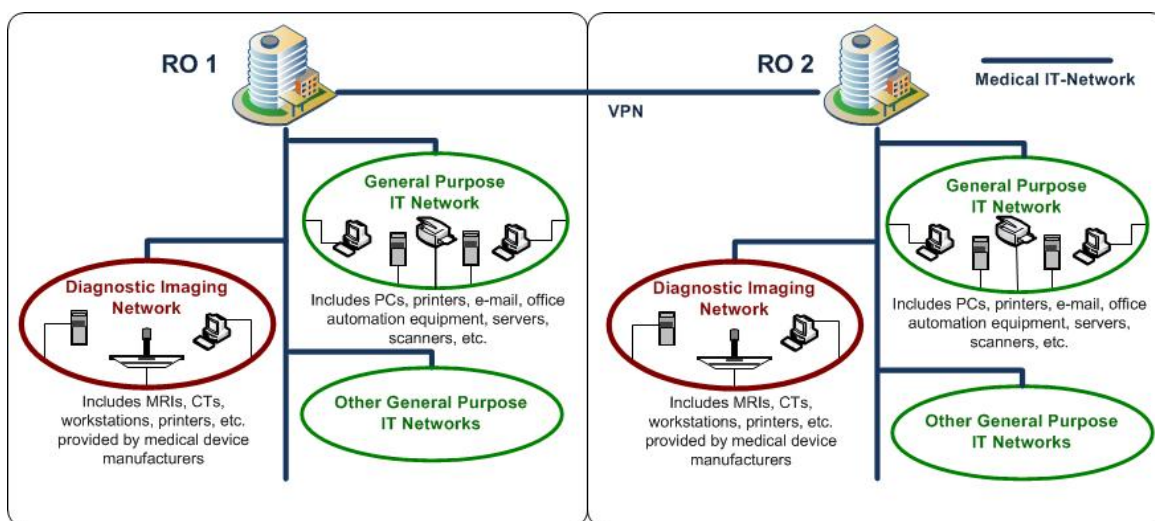 RO 1
VPN
General Purpose
IT Network
Includes PCs, printers, e-mail, office
automation equipment, servers,
scanners, etc.
Diagnostic Imaging
Network
Includes MRIs, CTs,
workstations, printers, etc.
provided by medical device
manufacturers
Other General Purpose
IT Networks
RO 2
Medical IT-Network
General Purpose
IT Network
Includes PCs, printers, e-mail, office
automation equipment, servers,
scanners, etc.
Diagnostic Imaging
Network
Includes MRIs, CTs,
workstations, printers, etc.
provided by medical device
manufacturers
Other General Purpose
IT Networks